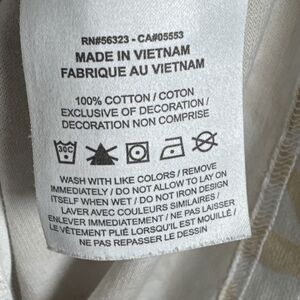 RN#56323 - CA#05553
MADE IN VIETNAM
FABRIQUE AU VIETNAM
100% COTTON / COTON
EXCLUSIVE OF DECORATION /
DECORATION NON COMPRISE
30C
WASH WITH LIKE COLORS / REMOVE
IMMEDIATELY / DO NOT ALLOW TO LAY ON
ITSELF WHEN WET / DO NOT IRON DESIGN
LAVER AVEC COULEURS SIMILAIRES /
ENLEVER IMMEDIATEMENT / NE PAS LAISSER
LE VÊTEMENT PLIÉ LORSQU'IL EST MOUILLÉ /
NE PAS REPASSER LE DESSIN